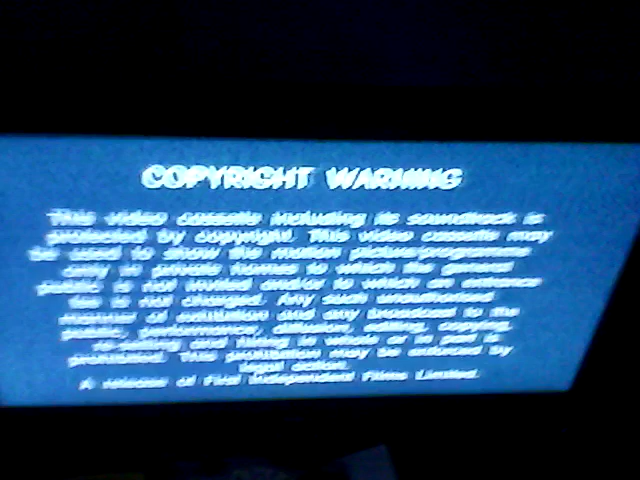 COPYRIGHT WARNING
This video cassette including its soundtrack is
protected by copyright. This video cassette may
be used to show the motion picture/programme
only in private homes to which the general
public is not invited and/or to which an entrance
fee is not charged. Any such unauthorised
manner of exhibition and any broadcast to the
public, performance, diffusion, editing, copying,
re-selling and hiring in whole or in part is
prohibited. This prohibition may be enforced by
legal action.
A release of First Independent Films Limited.